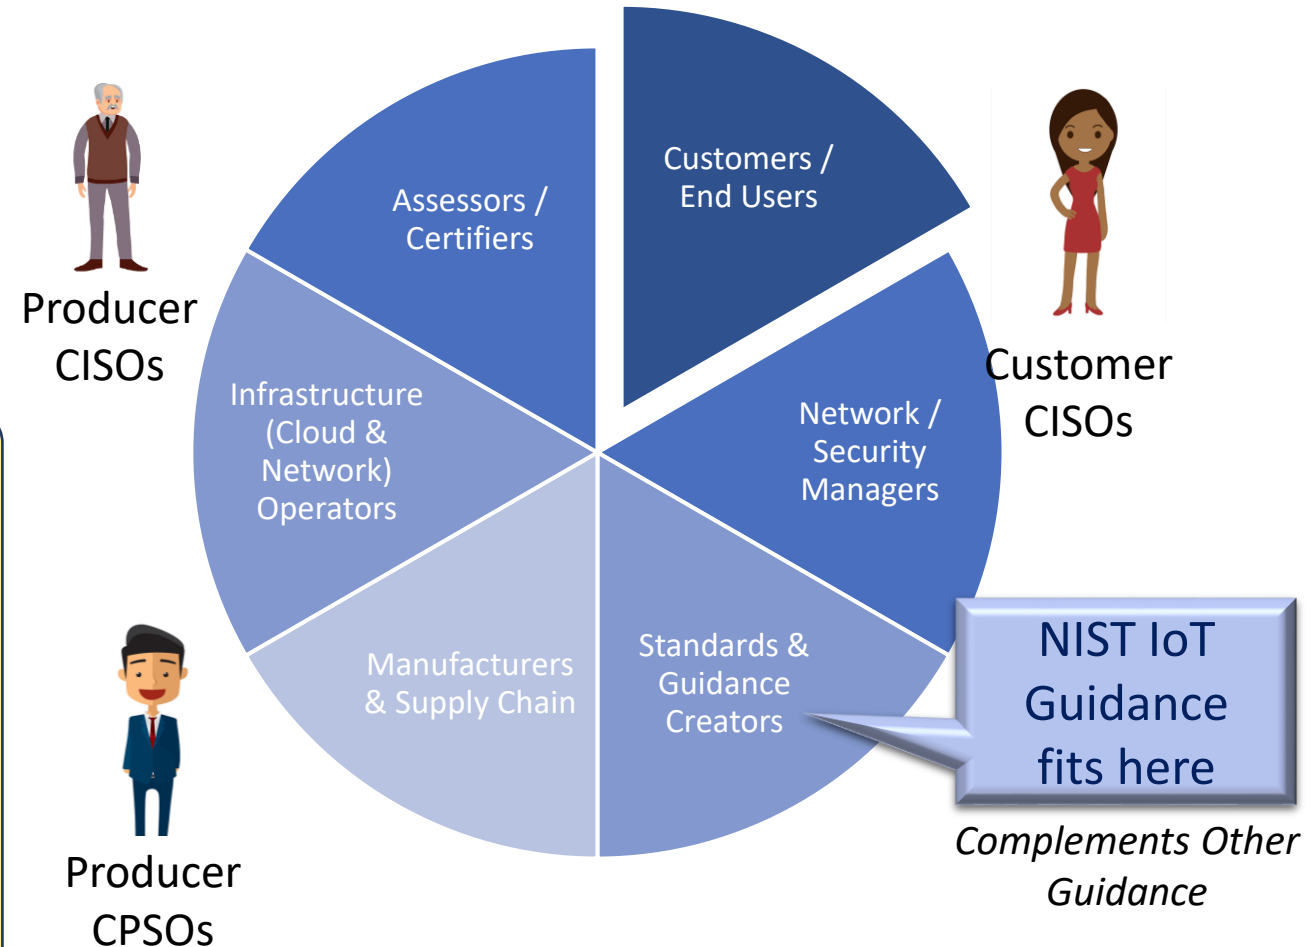 Customers /
End Users
Assessors /
Certifiers
Producer
CISOs
Customer
CISOs
Infrastructure
(Cloud &
Network)
Operators
Network /
Security
Managers
Manufacturers
& Supply Chain
Standards &
Guidance
Creators
NIST IoT
Guidance
fits here
Complements Other
Guidance
Producer
CPSOs